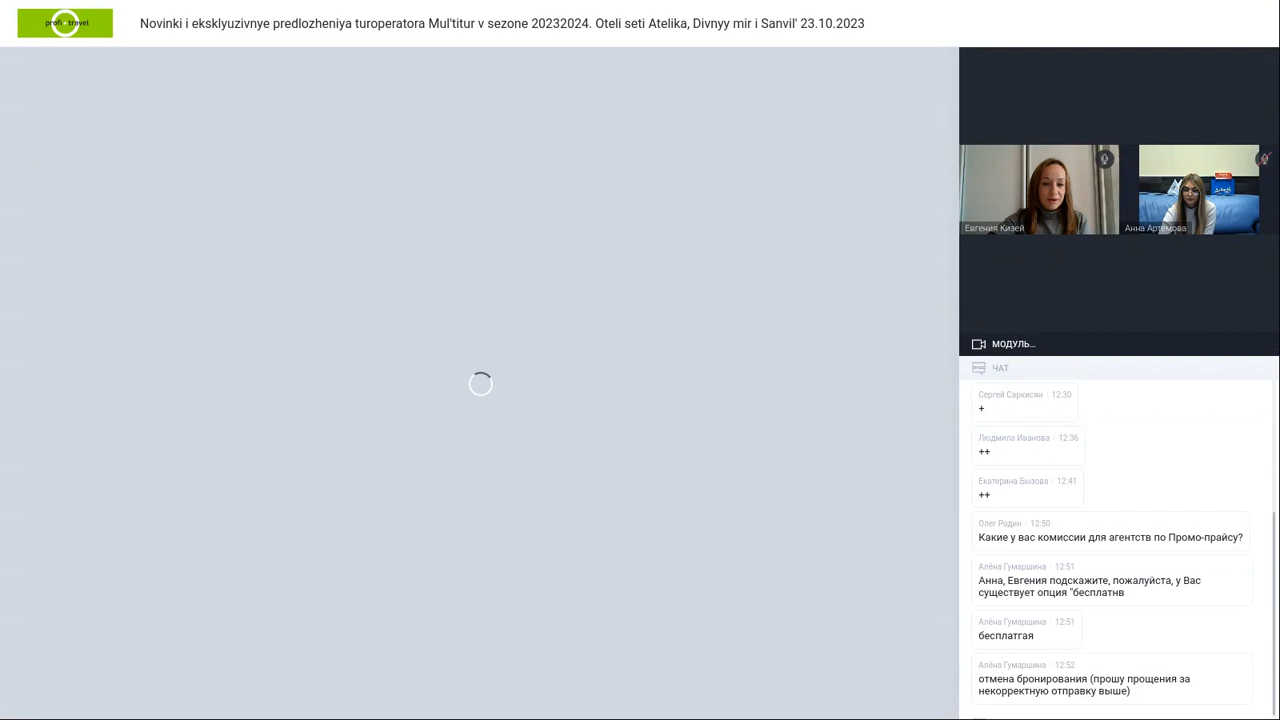 profi travel
Novinki i eksklyuzivnye predlozheniya turoperatora Mul'titur v sezone 20232024. Oteli seti Atelika, Divnyy mir i Sanvil' 23.10.2023
Евгения Кизей
Анна Артёмова
МОДУЛЬ...
ЧАТ
Сергей Саркисян 12:30
+
Людмила Иванова 12:36
++
Екатерина Бызова 12:41
++
Олег Родин 12:50
Какие у вас комиссии для агентств по Промо-прайсу?
Алёна Гумаршина 12:51
Анна, Евгения подскажите, пожалуйста, у Вас
существует опция "бесплатнв
Алёна Гумаршина 12:51
бесплатгая
Алёна Гумаршина 12:52
отмена бронирования (прошу прощения за
некорректную отправку выше)